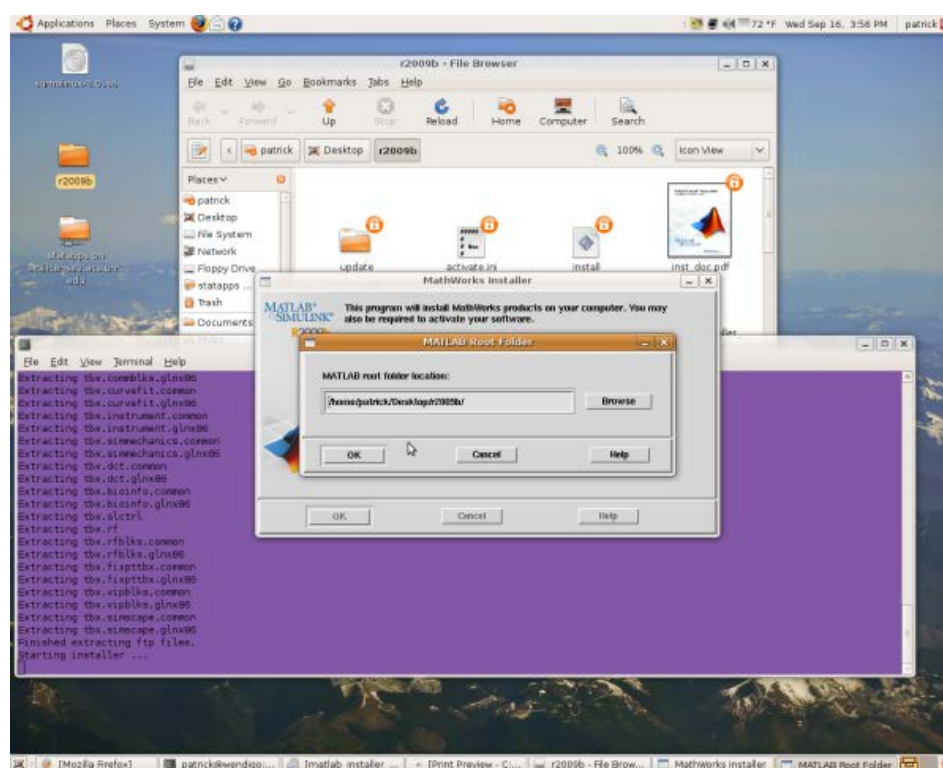 Applications Places System
72 °F Wed Sep 16, 3:56 PM patrick
r2009b
r2009b - File Browser
File Edit View Go Bookmarks Tabs Help
Back Forward Up Stop Reload Home Computer Search
patrick Desktop r2009b 100% Icon View
Places
patrick
Desktop
File System
Network
Floppy Drive
statapps ...
Trash
Documents
update activate.ini install inst_doc.pdf
MathWorks Installer
MATLAB®
SIMULINK®
This program will install MathWorks products on your computer. You may
also be required to activate your software.
MATLAB Root Folder
MATLAB root folder location:
/home/patrick/Desktop/r2009b/
Browse
OK Cancel Help
OK Cancel Help
File Edit View Terminal Help
Extracting tbx.commblks.glnx86
Extracting tbx.curvefit.common
Extracting tbx.curvefit.glnx86
Extracting tbx.instrument.common
Extracting tbx.instrument.glnx86
Extracting tbx.simmechanics.common
Extracting tbx.simmechanics.glnx86
Extracting tbx.dct.common
Extracting tbx.dct.glnx86
Extracting tbx.bioinfo.common
Extracting tbx.bioinfo.glnx86
Extracting tbx.slctrl
Extracting tbx.rf
Extracting tbx.rfblks.common
Extracting tbx.rfblks.glnx86
Extracting tbx.fixpttbx.common
Extracting tbx.fixpttbx.glnx86
Extracting tbx.vipblks.common
Extracting tbx.vipblks.glnx86
Extracting tbx.simscape.common
Extracting tbx.simscape.glnx86
Finished extracting ftp files.
Starting installer ...
[Mozilla Firefox] patrick@wendigo:... [matlab installer ... [Print Preview - C:... r2009b - File Brow... MathWorks Installer MATLAB Root Folder